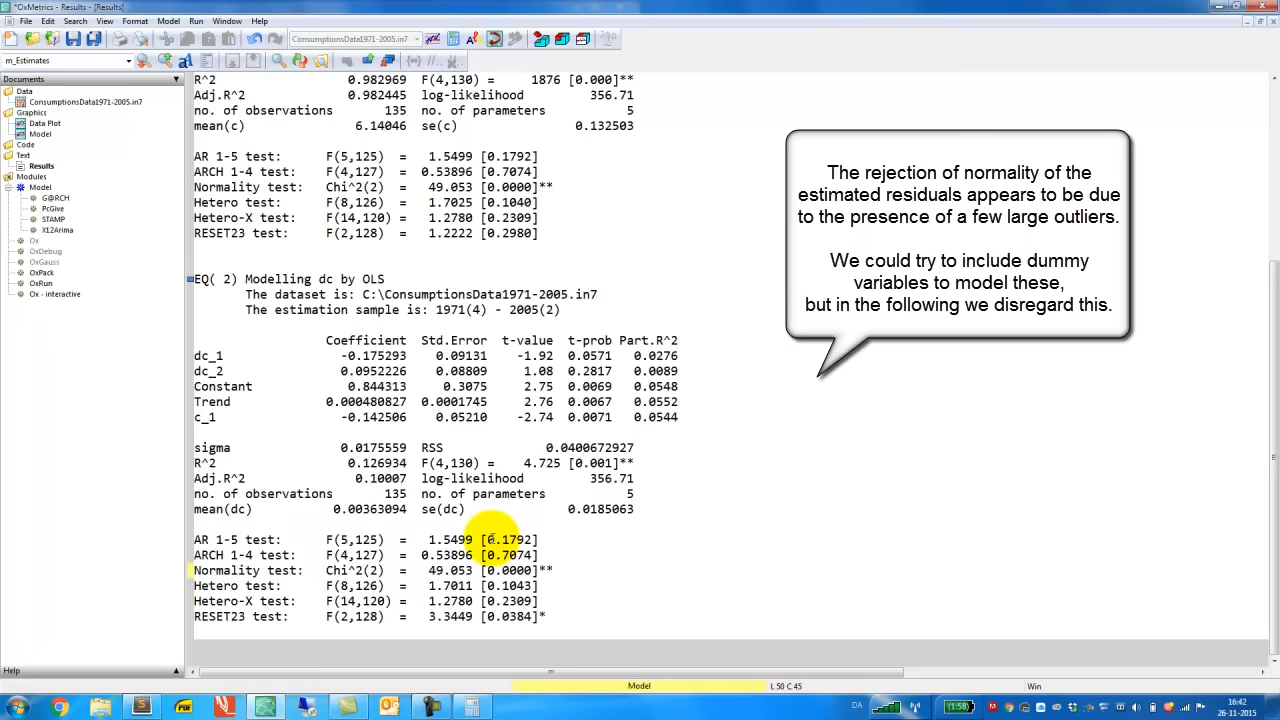 *OxMetrics - Results - [Results]
File Edit Search View Format Model Run Window Help
ConsumptionsData1971-2005.in7
m_Estimates
Documents
Data
ConsumptionsData1971-2005.in7
Graphics
Data Plot
Model
Code
Text
Results
Modules
Model
G@RCH
PcGive
STAMP
X12Arima
Ox
OxDebug
OxGauss
OxPack
OxRun
Ox - interactive
Help
R^2 0.982969 F(4,130) = 1876 [0.000]**
Adj.R^2 0.982445 log-likelihood 356.71
no. of observations 135 no. of parameters 5
mean(c) 6.14046 se(c) 0.132503
AR 1-5 test: F(5,125) = 1.5499 [0.1792]
ARCH 1-4 test: F(4,127) = 0.53896 [0.7074]
Normality test: Chi^2(2) = 49.053 [0.0000]**
Hetero test: F(8,126) = 1.7025 [0.1040]
Hetero-X test: F(14,120) = 1.2780 [0.2309]
RESET23 test: F(2,128) = 1.2222 [0.2980]
EQ( 2) Modelling dc by OLS
The dataset is: C:\ConsumptionsData1971-2005.in7
The estimation sample is: 1971(4) - 2005(2)
Coefficient Std.Error t-value t-prob Part.R^2
dc_1 -0.175293 0.09131 -1.92 0.0571 0.0276
dc_2 0.0952226 0.08809 1.08 0.2817 0.0089
Constant 0.844313 0.3075 2.75 0.0069 0.0548
Trend 0.000480827 0.0001745 2.76 0.0067 0.0552
c_1 -0.142506 0.05210 -2.74 0.0071 0.0544
sigma 0.0175559 RSS 0.0400672927
R^2 0.126934 F(4,130) = 4.725 [0.001]**
Adj.R^2 0.10007 log-likelihood 356.71
no. of observations 135 no. of parameters 5
mean(dc) 0.00363094 se(dc) 0.0185063
AR 1-5 test: F(5,125) = 1.5499 [0.1792]
ARCH 1-4 test: F(4,127) = 0.53896 [0.7074]
Normality test: Chi^2(2) = 49.053 [0.0000]**
Hetero test: F(8,126) = 1.7011 [0.1043]
Hetero-X test: F(14,120) = 1.2780 [0.2309]
RESET23 test: F(2,128) = 3.3449 [0.0384]*
The rejection of normality of the
estimated residuals appears to be due
to the presence of a few large outliers.
We could try to include dummy
variables to model these,
but in the following we disregard this.
Model L 50 C 45 Win
DA (1:58) 16:42
26-11-2015